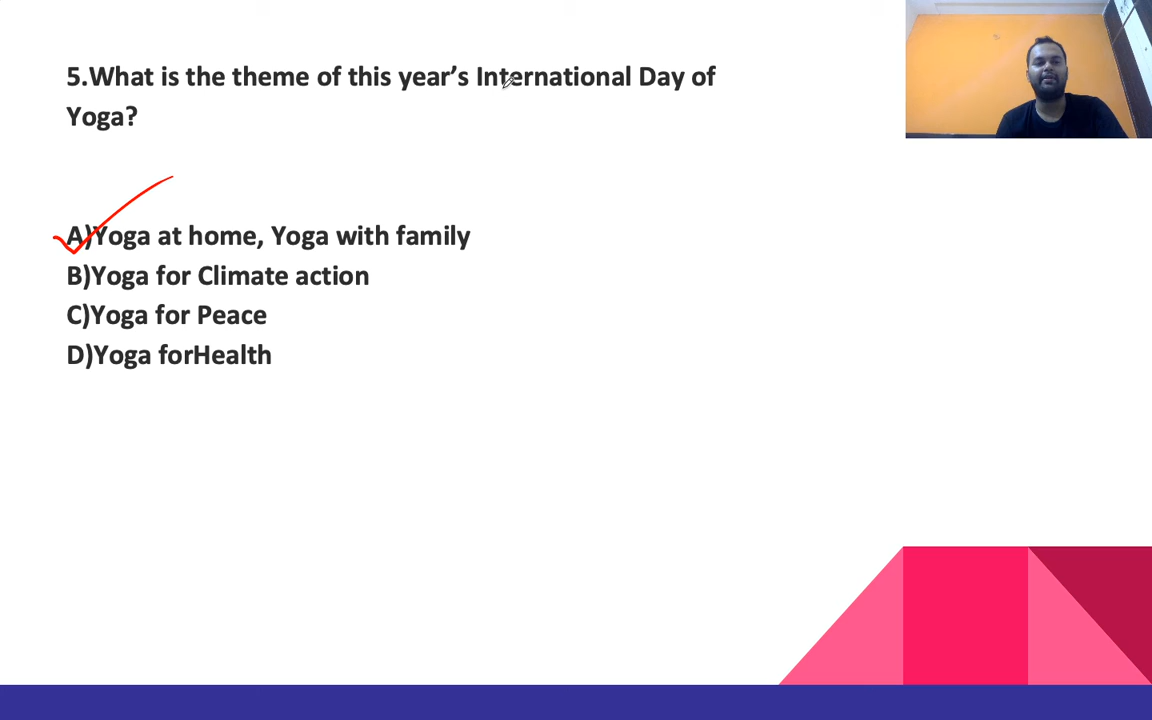 5.What is the theme of this year’s International Day of
Yoga?
A)Yoga at home, Yoga with family
B)Yoga for Climate action
C)Yoga for Peace
D)Yoga forHealth